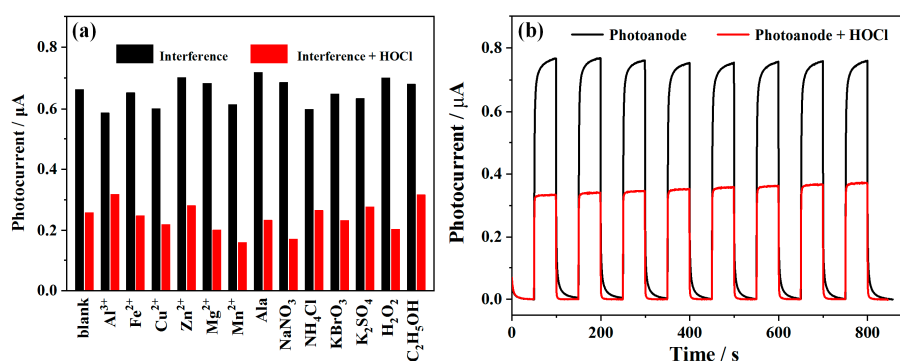 (a)
Interference
Interference + HOCl
Photocurrent / μA
0.8
0.6
0.4
0.2
0.0
blank
Al³⁺
Fe²⁺
Cu²⁺
Zn²⁺
Mg²⁺
Mn²⁺
Ala
NaNO₃
NH₄Cl
KBrO₃
K₂SO₄
H₂O₂
C₂H₅OH
(b)
Photoanode
Photoanode + HOCl
Photocurrent / μA
0.8
0.6
0.4
0.2
0.0
0
200
400
600
800
Time / s